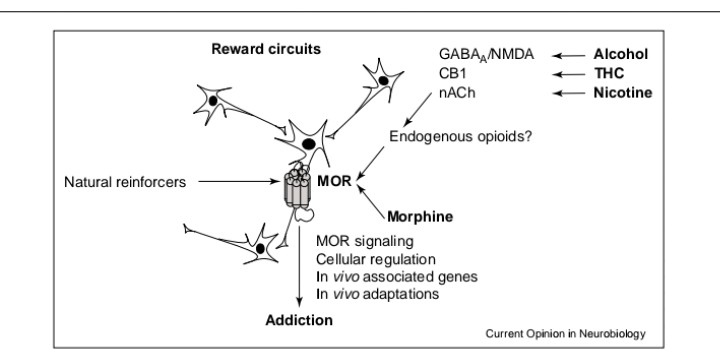 Reward circuits
GABAA/NMDA
Alcohol
CB1
THC
nACh
Nicotine
Endogenous opioids?
Natural reinforcers
MOR
Morphine
MOR signaling
Cellular regulation
In vivo associated genes
In vivo adaptations
Addiction
Current Opinion in Neurobiology